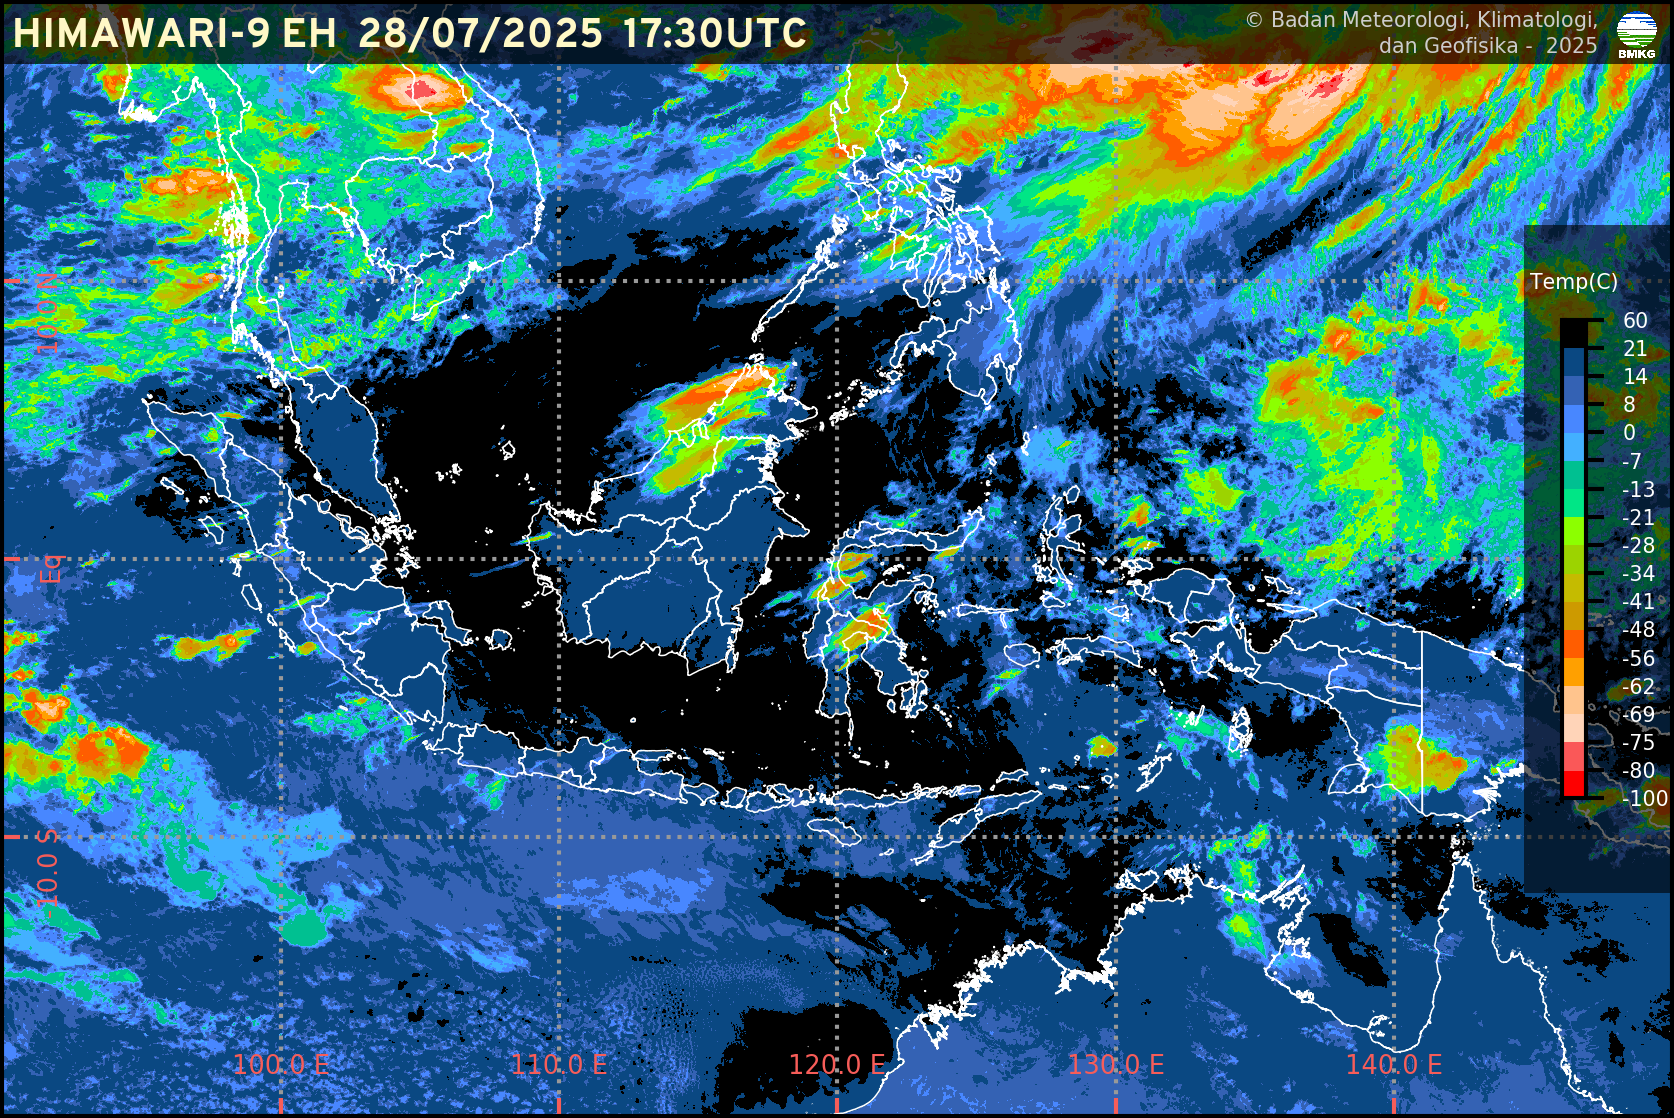 HIMAWARI-9 EH 28/07/2025 17:30UTC
© Badan Meteorologi, Klimatologi,
dan Geofisika - 2025
BMKG
Temp(C)
60
21
14
8
0
-7
-13
-21
-28
-34
-41
-48
-56
-62
-69
-75
-80
-100
10.0 N
Eq
-10.0 S
100.0 E
110.0 E
120.0 E
130.0 E
140.0 E